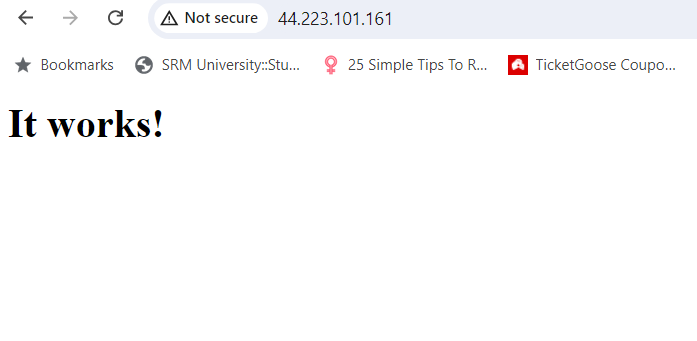 Not secure 44.223.101.161
Bookmarks SRM University::Stu... 25 Simple Tips To R... TicketGoose Coupo...
It works!